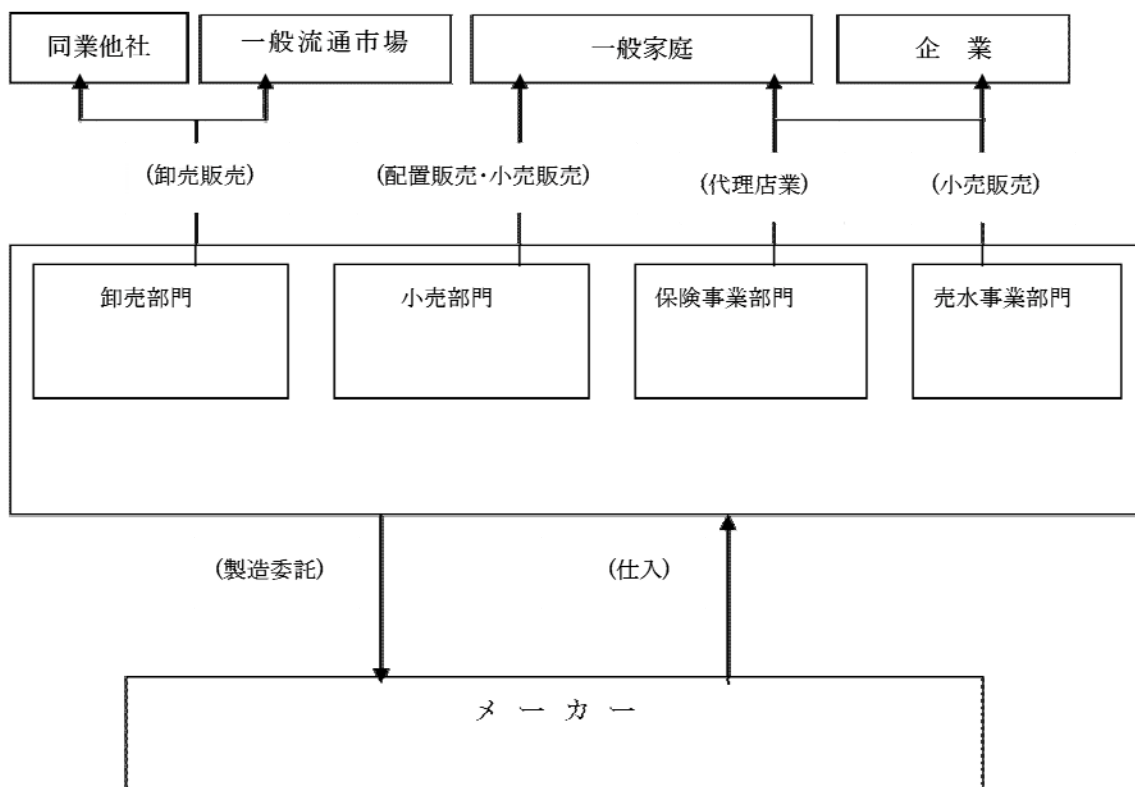 同業他社
一般流通市場
一般家庭
企 業
(卸売販売)
(配置販売・小売販売)
(代理店業)
(小売販売)
卸売部門
小売部門
保険事業部門
売水事業部門
(製造委託)
(仕入)
メ ー カ ー